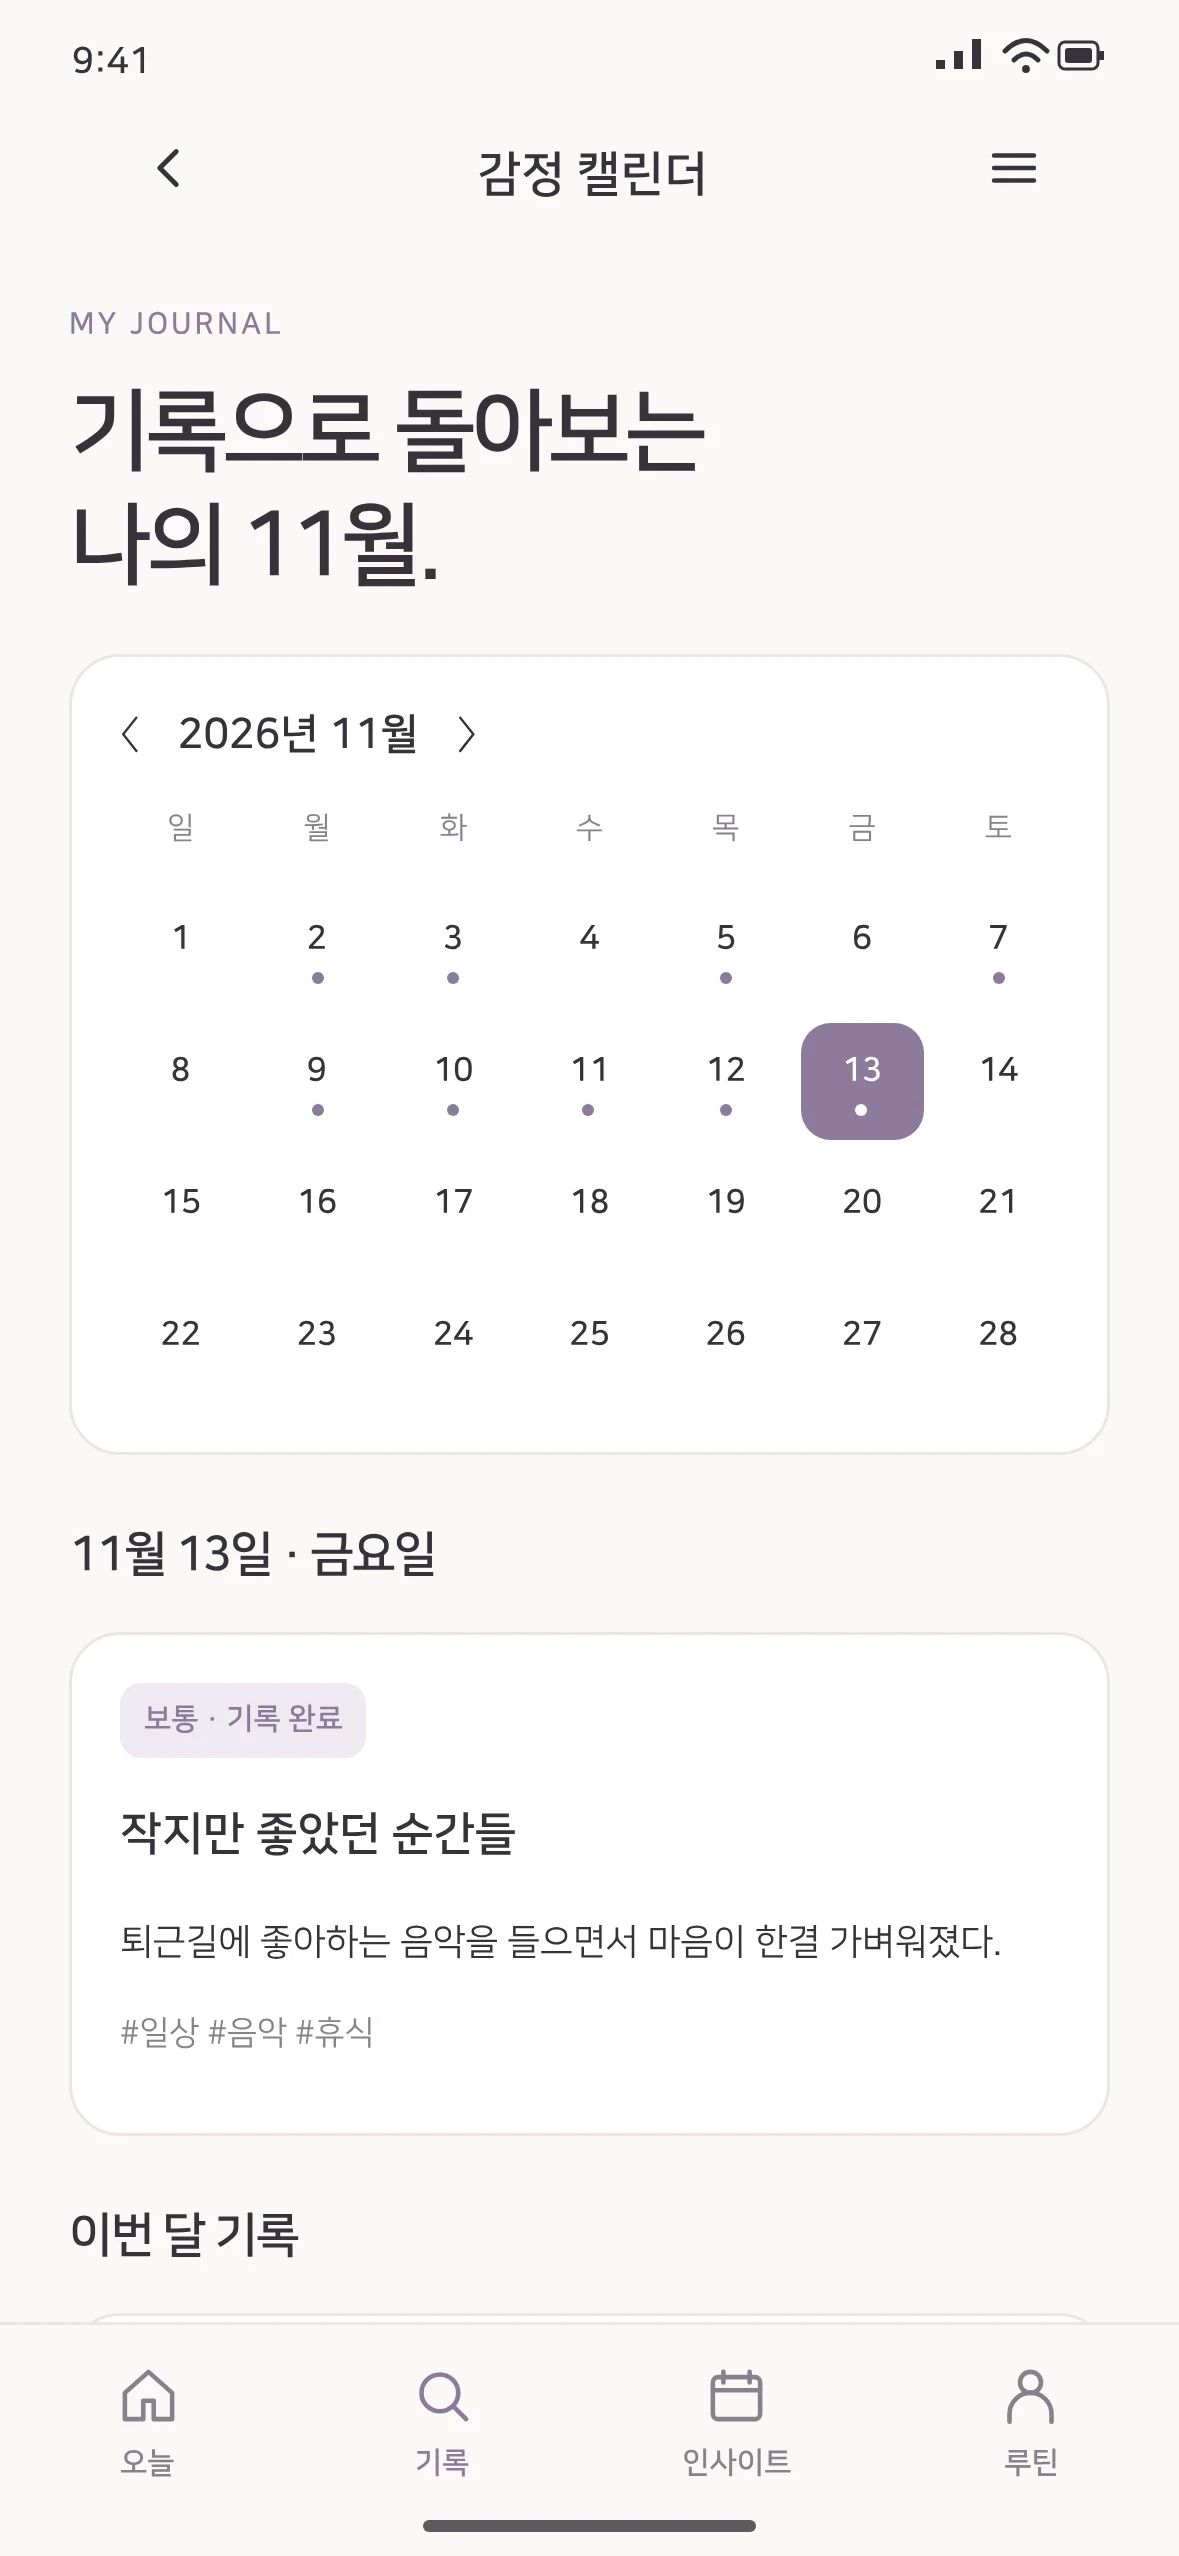 9:41
감정 캘린더
MY JOURNAL
기록으로 돌아보는
나의 11월.
2026년 11월
일 월 화 수 목 금 토
1 2 3 4 5 6 7
8 9 10 11 12 13 14
15 16 17 18 19 20 21
22 23 24 25 26 27 28
11월 13일 · 금요일
보통 · 기록 완료
작지만 좋았던 순간들
퇴근길에 좋아하는 음악을 들으면서 마음이 한결 가벼워졌다.
#일상 #음악 #휴식
이번 달 기록
오늘 기록 인사이트 루틴